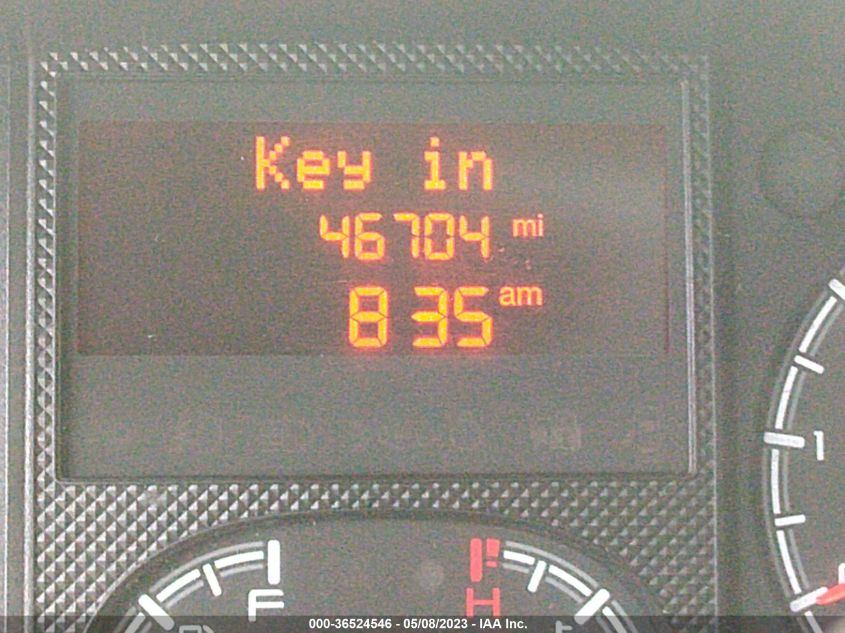 Key in
46704 mi
8 35 am
1
F
H
000-36524546 - 05/08/2023 - IAA Inc.